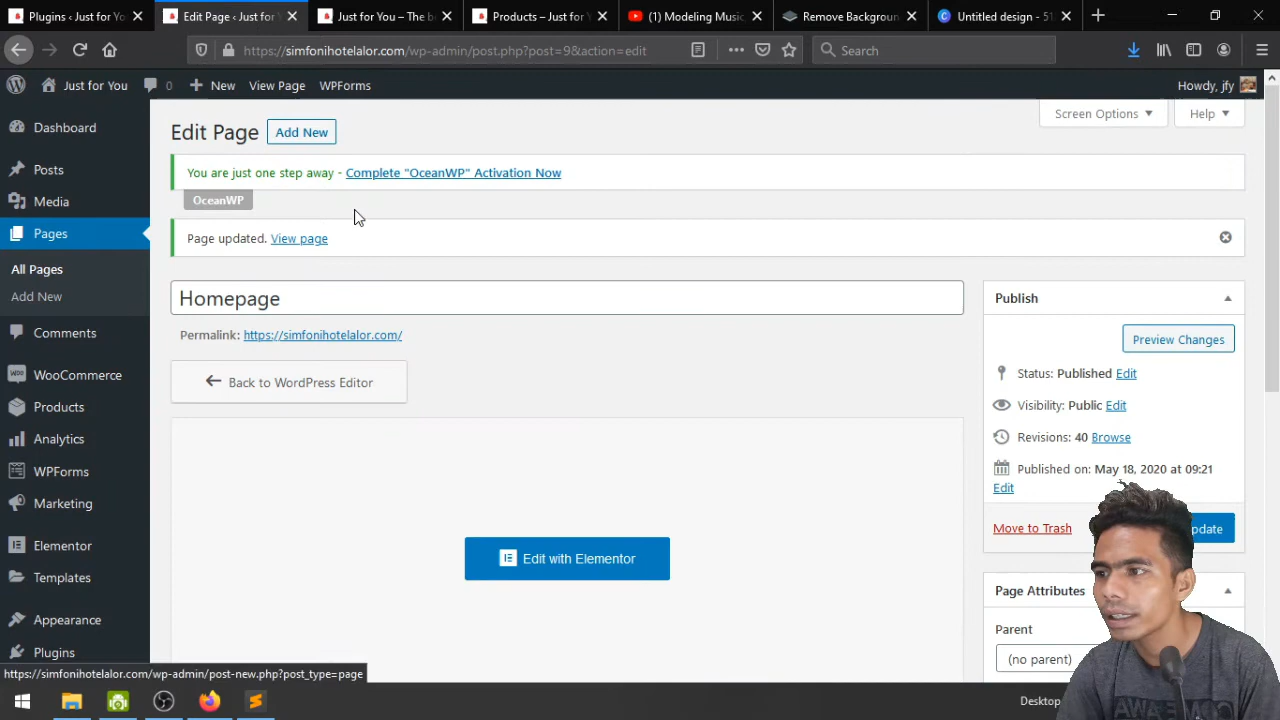 Plugins ‹ Just for Yo
Edit Page ‹ Just for Y
Just for You – The be
Products – Just for Y
(1) Modeling Music,
Remove Backgroun
Untitled design - 51
https://simfonihotelalor.com/wp-admin/post.php?post=9&action=edit
Search
Just for You
0
New
View Page
WPForms
Howdy, jfy
Screen Options
Help
Dashboard
Posts
Media
Pages
All Pages
Add New
Comments
WooCommerce
Products
Analytics
WPForms
Marketing
Elementor
Templates
Appearance
Plugins
Edit Page
Add New
You are just one step away - Complete "OceanWP" Activation Now
OceanWP
Page updated. View page
Homepage
Permalink: https://simfonihotelalor.com/
Back to WordPress Editor
Edit with Elementor
Publish
Preview Changes
Status: Published Edit
Visibility: Public Edit
Revisions: 40 Browse
Published on: May 18, 2020 at 09:21
Edit
Move to Trash
pdate
Page Attributes
Parent
(no parent)
https://simfonihotelalor.com/wp-admin/post-new.php?post_type=page
Desktop